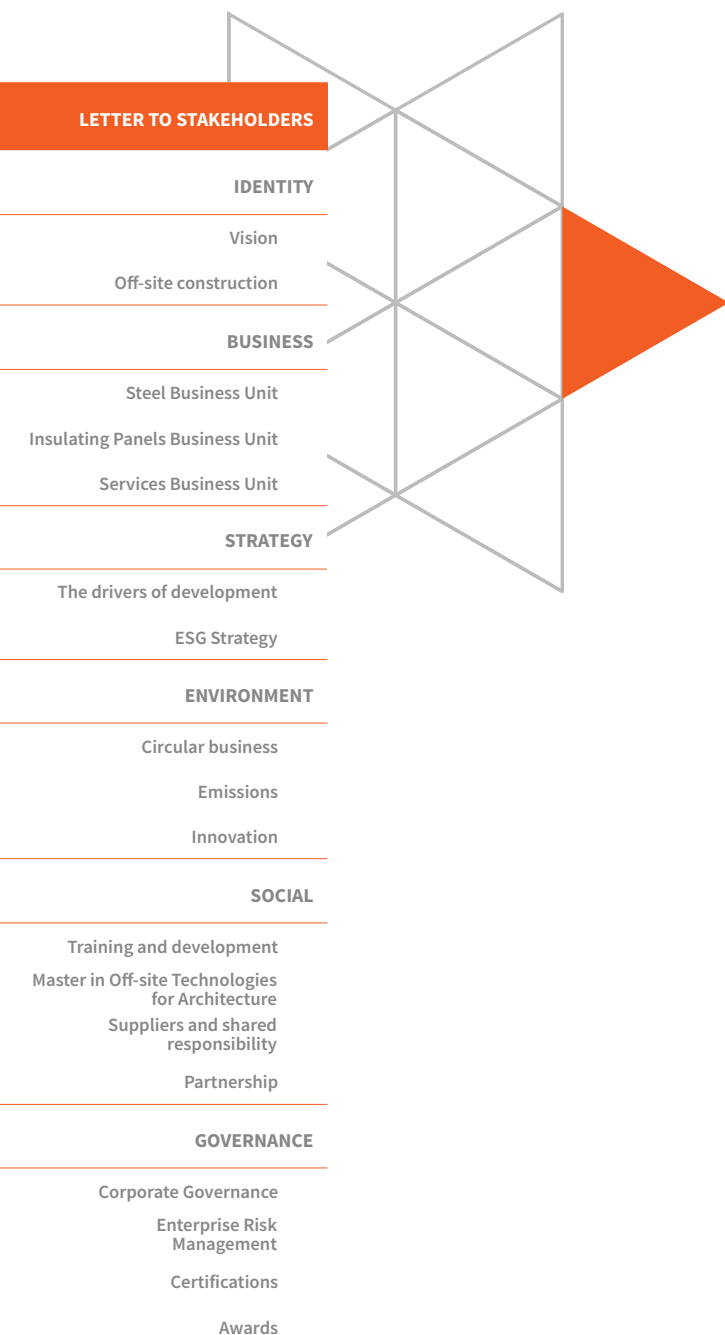 LETTER TO STAKEHOLDERS
IDENTITY
Vision
Off-site construction
BUSINESS
Steel Business Unit
Insulating Panels Business Unit
Services Business Unit
STRATEGY
The drivers of development
ESG Strategy
ENVIRONMENT
Circular business
Emissions
Innovation
SOCIAL
Training and development
Master in Off-site Technologies
for Architecture
Suppliers and shared
responsibility
Partnership
GOVERNANCE
Corporate Governance
Enterprise Risk
Management
Certifications
Awards